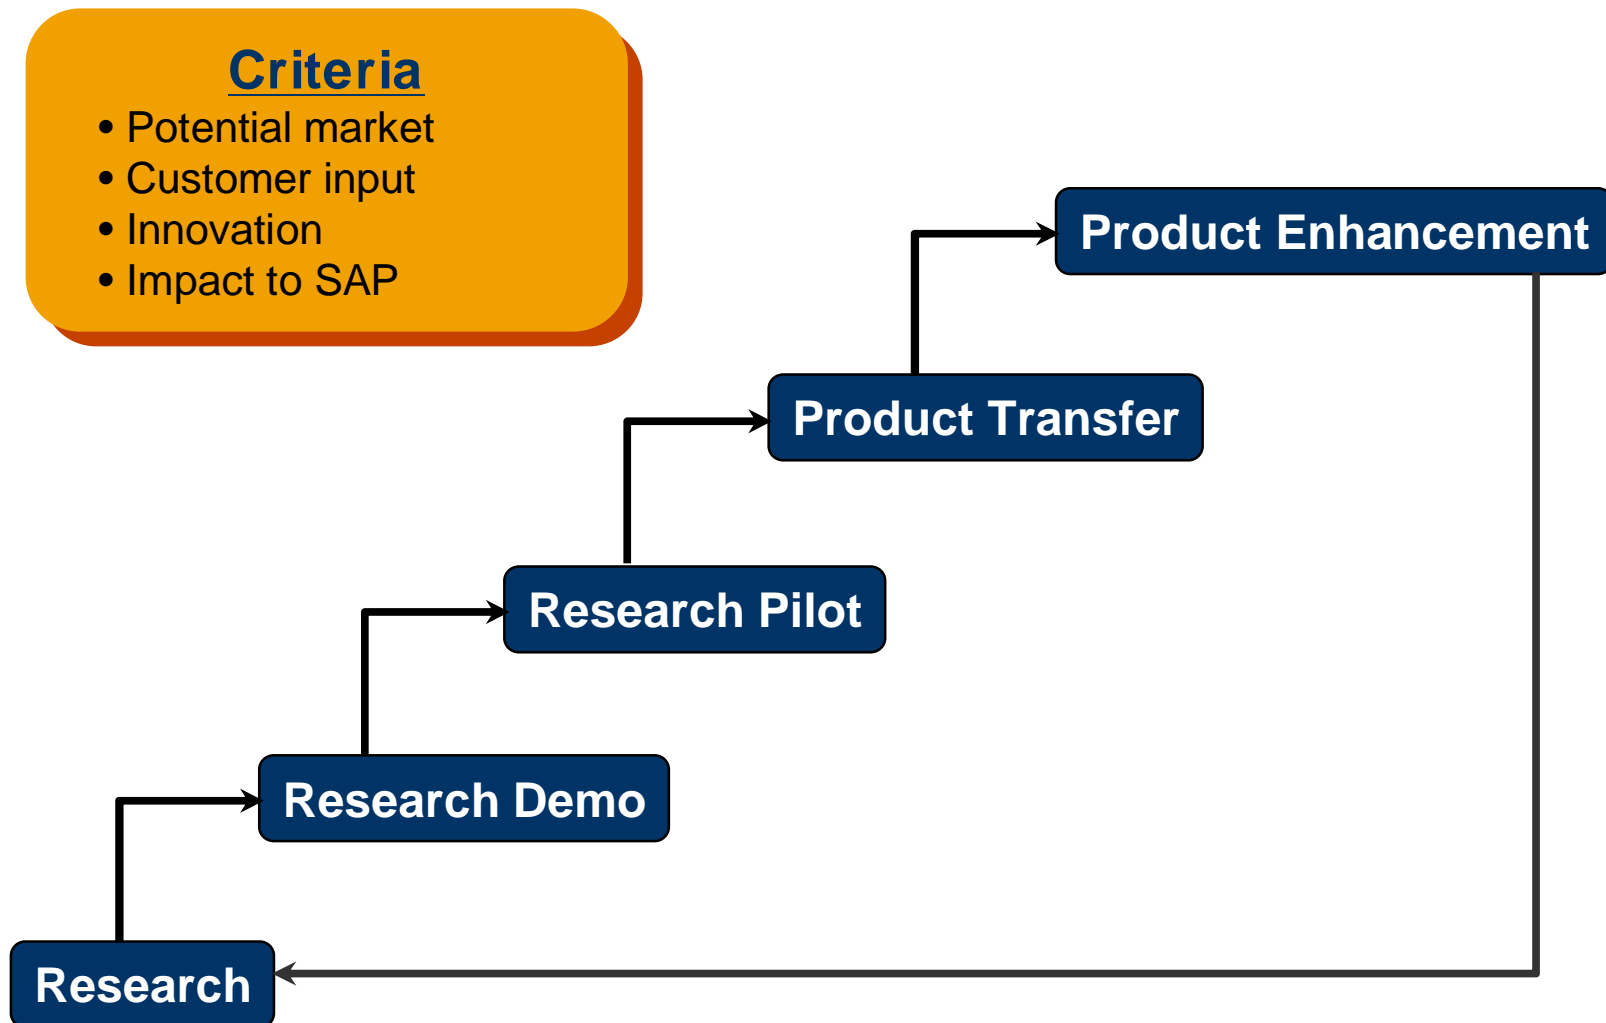 Criteria
• Potential market
• Customer input
• Innovation
• Impact to SAP
Product Enhancement
Product Transfer
Research Pilot
Research Demo
Research